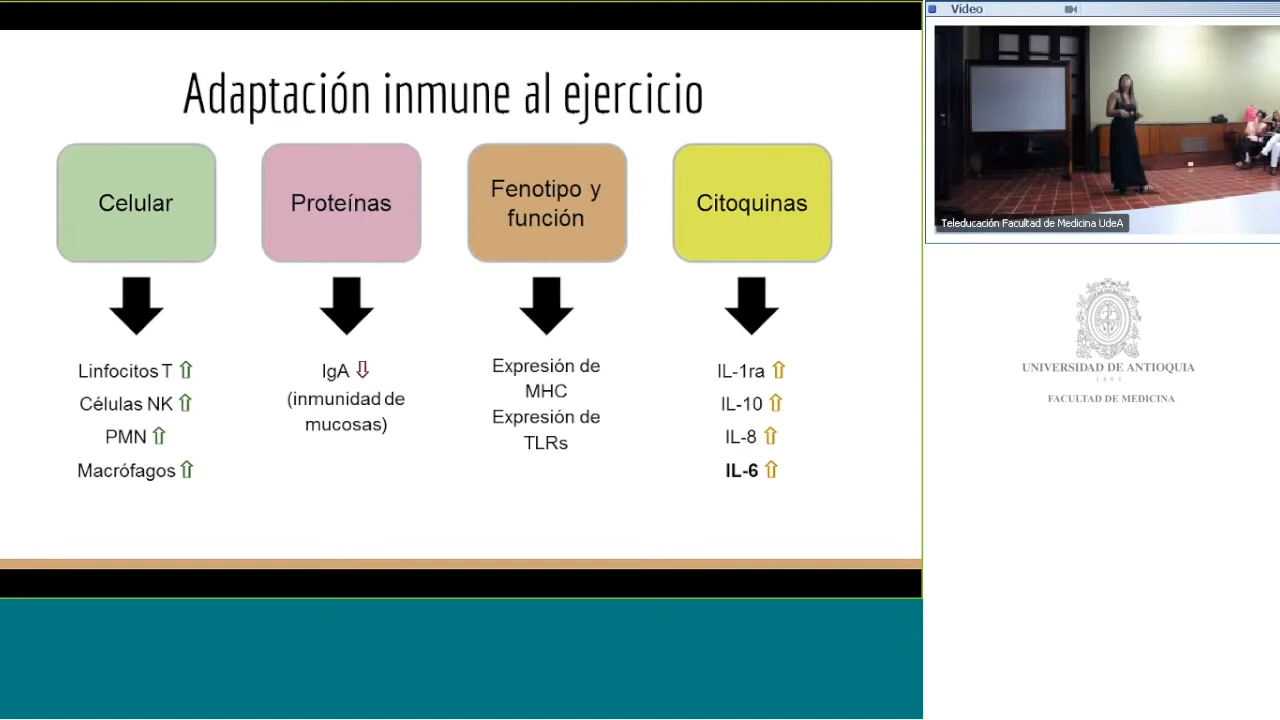 Adaptación inmune al ejercicio
Celular
Linfocitos T ⇧
Células NK ⇧
PMN ⇧
Macrófagos ⇧
Proteínas
IgA ⇩
(inmunidad de
mucosas)
Fenotipo y
función
Expresión de
MHC
Expresión de
TLRs
Citoquinas
IL-1ra ⇧
IL-10 ⇧
IL-8 ⇧
IL-6 ⇧
Vídeo
Teleducación Facultad de Medicina UdeA
UNIVERSIDAD DE ANTIOQUIA
1803
FACULTAD DE MEDICINA